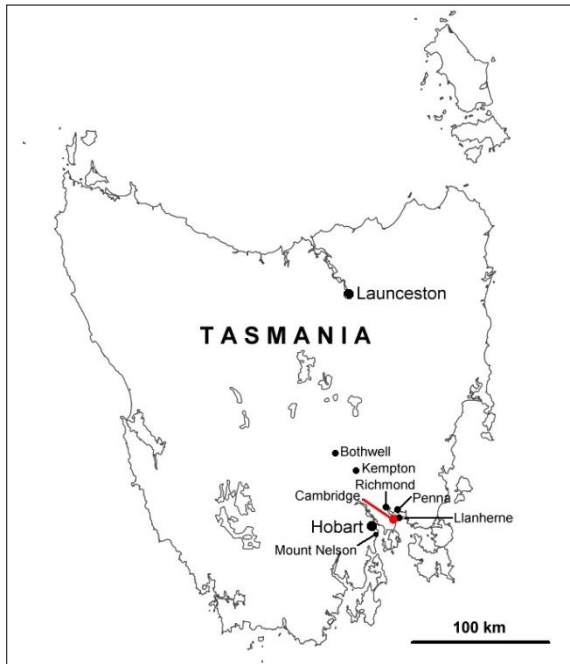 Launceston
TASMANIA
Bothwell
Kempton
Richmond
Cambridge
Penna
Llanherne
Hobart
Mount Nelson
100 km